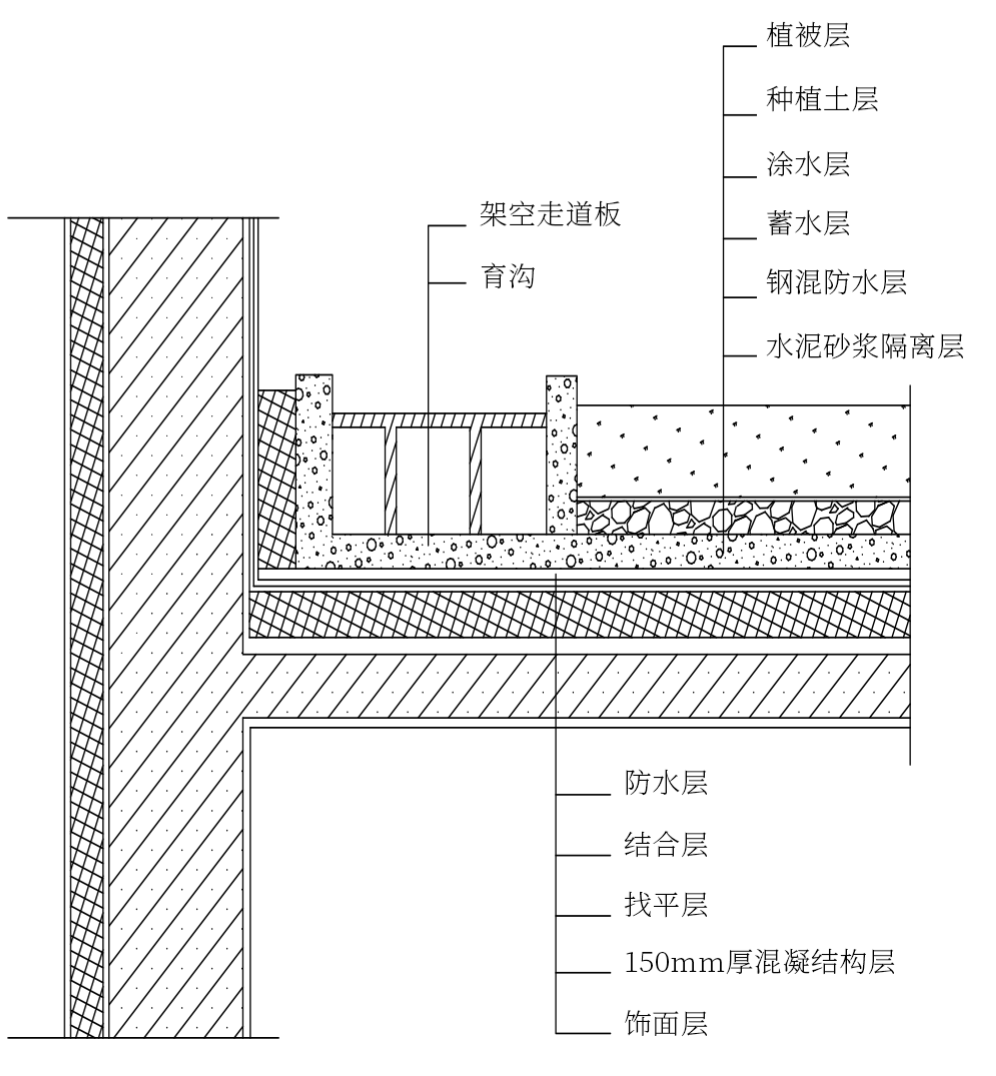 植被层
种植土层
涂水层
蓄水层
钢混防水层
水泥砂浆隔离层
架空走道板
育沟
防水层
结合层
找平层
150mm厚混凝结构层
饰面层